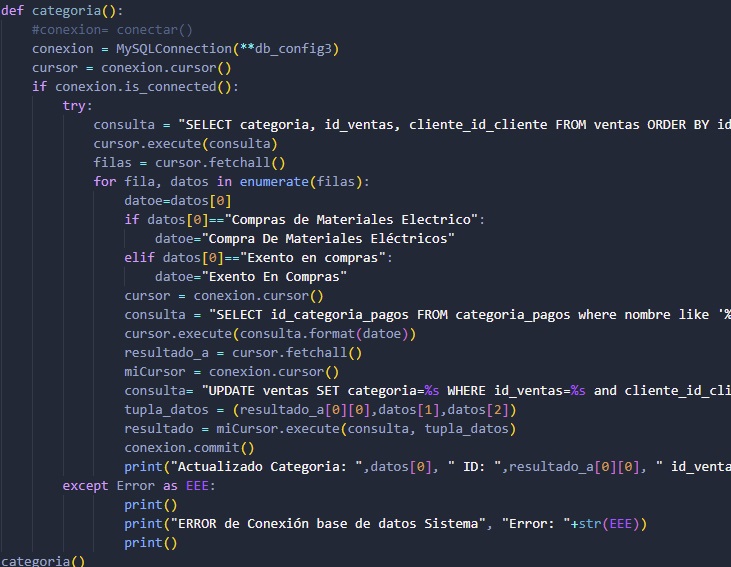 def categoria():
    #conexion= conectar()
    conexion = MySQLConnection(**db_config3)
    cursor = conexion.cursor()
    if conexion.is_connected():
        try:
            consulta = "SELECT categoria, id_ventas, cliente_id_cliente FROM ventas ORDER BY id
            cursor.execute(consulta)
            filas = cursor.fetchall()
            for fila, datos in enumerate(filas):
                datoe=datos[0]
                if datos[0]=="Compras de Materiales Electrico":
                    datoe="Compra De Materiales Eléctricos"
                elif datos[0]=="Exento en compras":
                    datoe="Exento En Compras"
                cursor = conexion.cursor()
                consulta = "SELECT id_categoria_pagos FROM categoria_pagos where nombre like '%
                cursor.execute(consulta.format(datoe))
                resultado_a = cursor.fetchall()
                miCursor = conexion.cursor()
                consulta= "UPDATE ventas SET categoria=%s WHERE id_ventas=%s and cliente_id_cli
                tupla_datos = (resultado_a[0][0],datos[1],datos[2])
                resultado = miCursor.execute(consulta, tupla_datos)
                conexion.commit()
                print("Actualizado Categoria: ",datos[0], " ID: ",resultado_a[0][0], " id_venta
        except Error as EEE:
                print()
                print("ERROR de Conexión base de datos Sistema", "Error: "+str(EEE))
                print()
categoria()